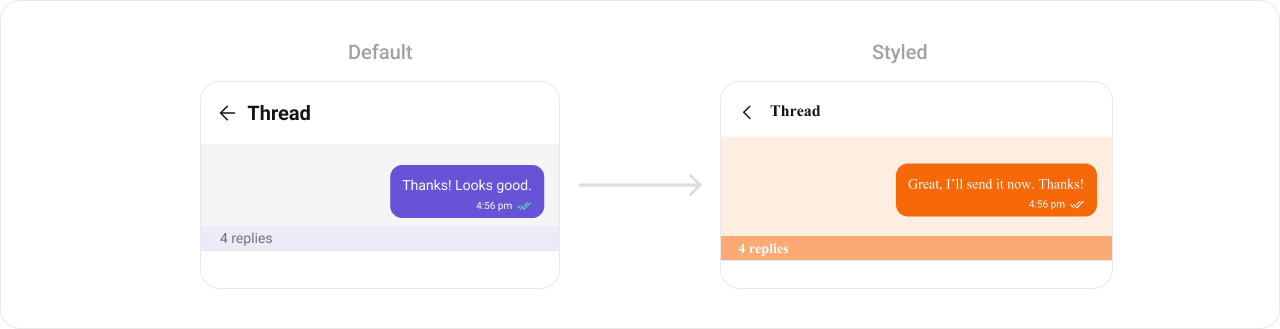 Default
Thread
Thanks! Looks good.
4:56 pm
4 replies
Styled
Thread
Great, I'll send it now. Thanks!
4:56 pm
4 replies